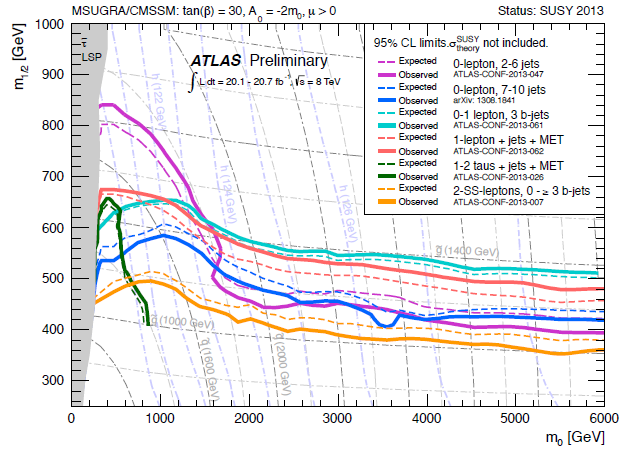 MSUGRA/CMSSM: tan(β) = 30, A₀ = -2m₀, μ > 0
Status: SUSY 2013
m₁/₂ [GeV]
1000
900
800
700
600
500
400
300
τ̃
LSP
ATLAS Preliminary
∫ L dt = 20.1 - 20.7 fb⁻¹, √s = 8 TeV
95% CL limits. σ^SUSY_theory not included.
Expected 0-lepton, 2-6 jets
Observed ATLAS-CONF-2013-047
Expected 0-lepton, 7-10 jets
Observed arXiv: 1308.1841
Expected 0-1 lepton, 3 b-jets
Observed ATLAS-CONF-2013-061
Expected 1-lepton + jets + MET
Observed ATLAS-CONF-2013-062
Expected 1-2 taus + jets + MET
Observed ATLAS-CONF-2013-026
Expected 2-SS-leptons, 0 - ≥ 3 b-jets
Observed ATLAS-CONF-2013-007
h (122 GeV)
h (124 GeV)
h (126 GeV)
g̃ (1400 GeV)
g̃ (1000 GeV)
q̃ (1600 GeV)
q̃ (2000 GeV)
0 1000 2000 3000 4000 5000 6000
m₀ [GeV]